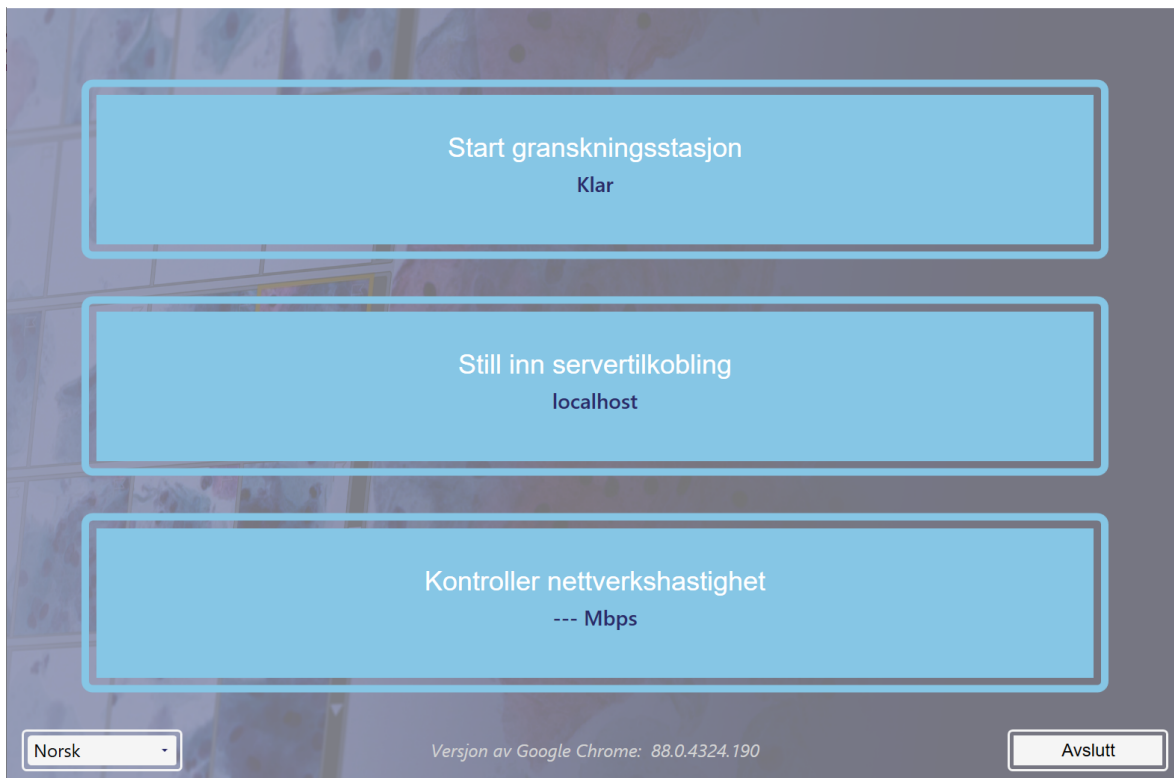 Start granskningsstasjon
Klar
Still inn servertilkobling
localhost
Kontroller nettverkshastighet
--- Mbps
Norsk
Versjon av Google Chrome: 88.0.4324.190
Avslutt